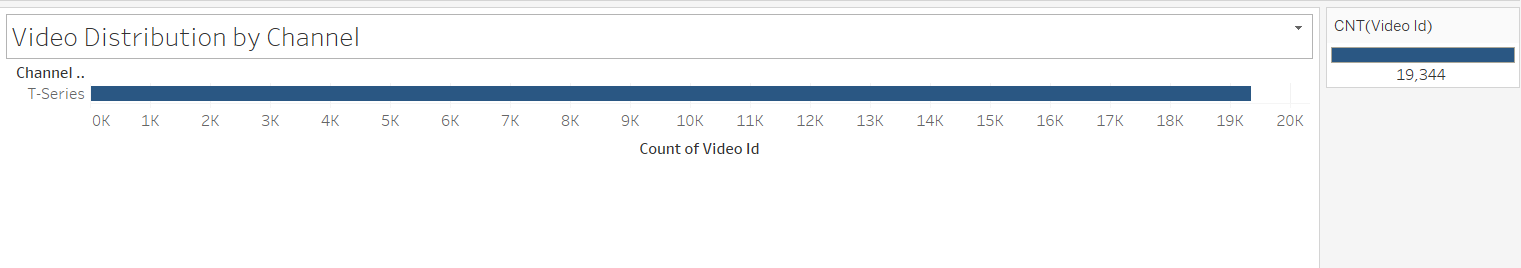 Video Distribution by Channel
CNT(Video Id)
19,344
Channel ..
T-Series
0K 1K 2K 3K 4K 5K 6K 7K 8K 9K 10K 11K 12K 13K 14K 15K 16K 17K 18K 19K 20K
Count of Video Id